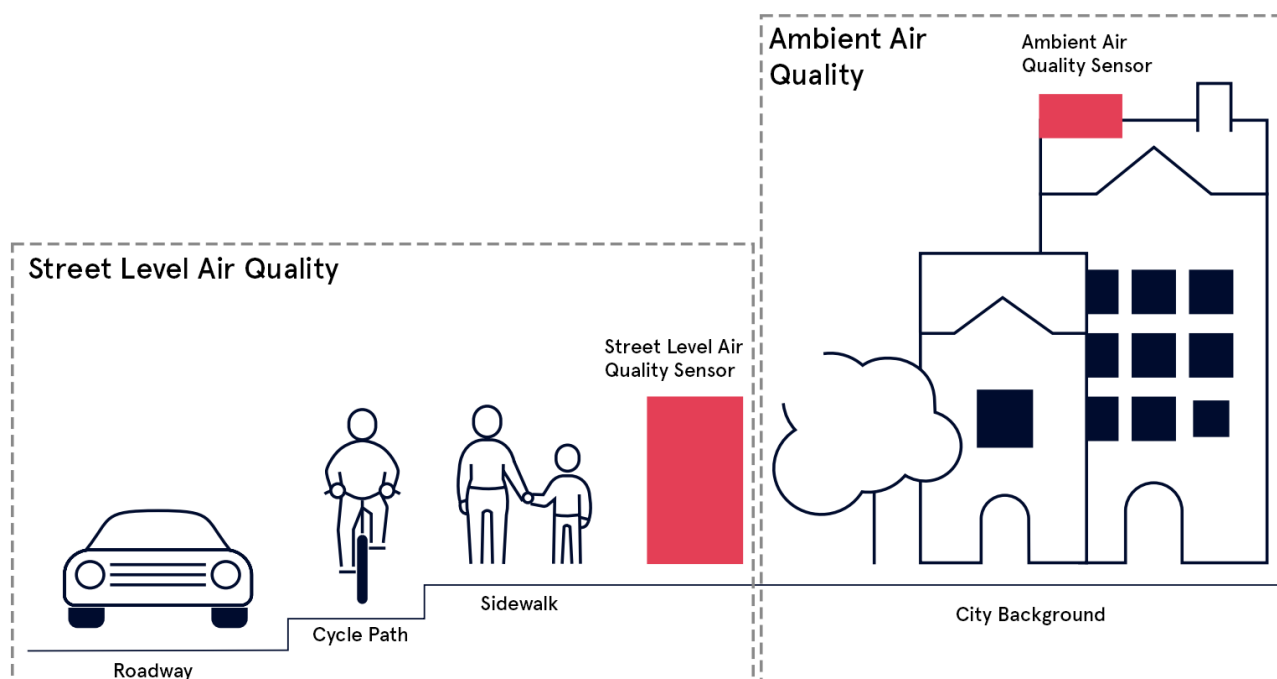 Ambient Air
Quality
Ambient Air
Quality Sensor
Street Level Air Quality
Street Level Air
Quality Sensor
Sidewalk
City Background
Cycle Path
Roadway